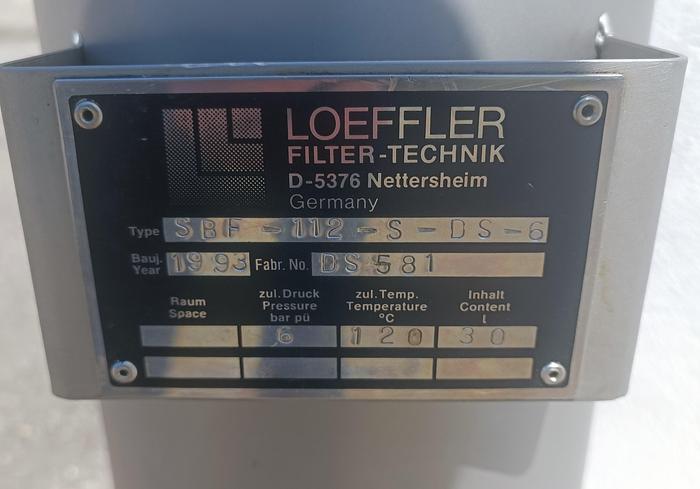 LOEFFLER
FILTER-TECHNIK
D-5376 Nettersheim
Germany
Type SBF-112-S-DS-6
Bauj. Year 1993 Fabr. No. DS581
Raum Space
zul. Druck Pressure bar pü
zul. Temp. Temperature °C
Inhalt Content l
6 120 30